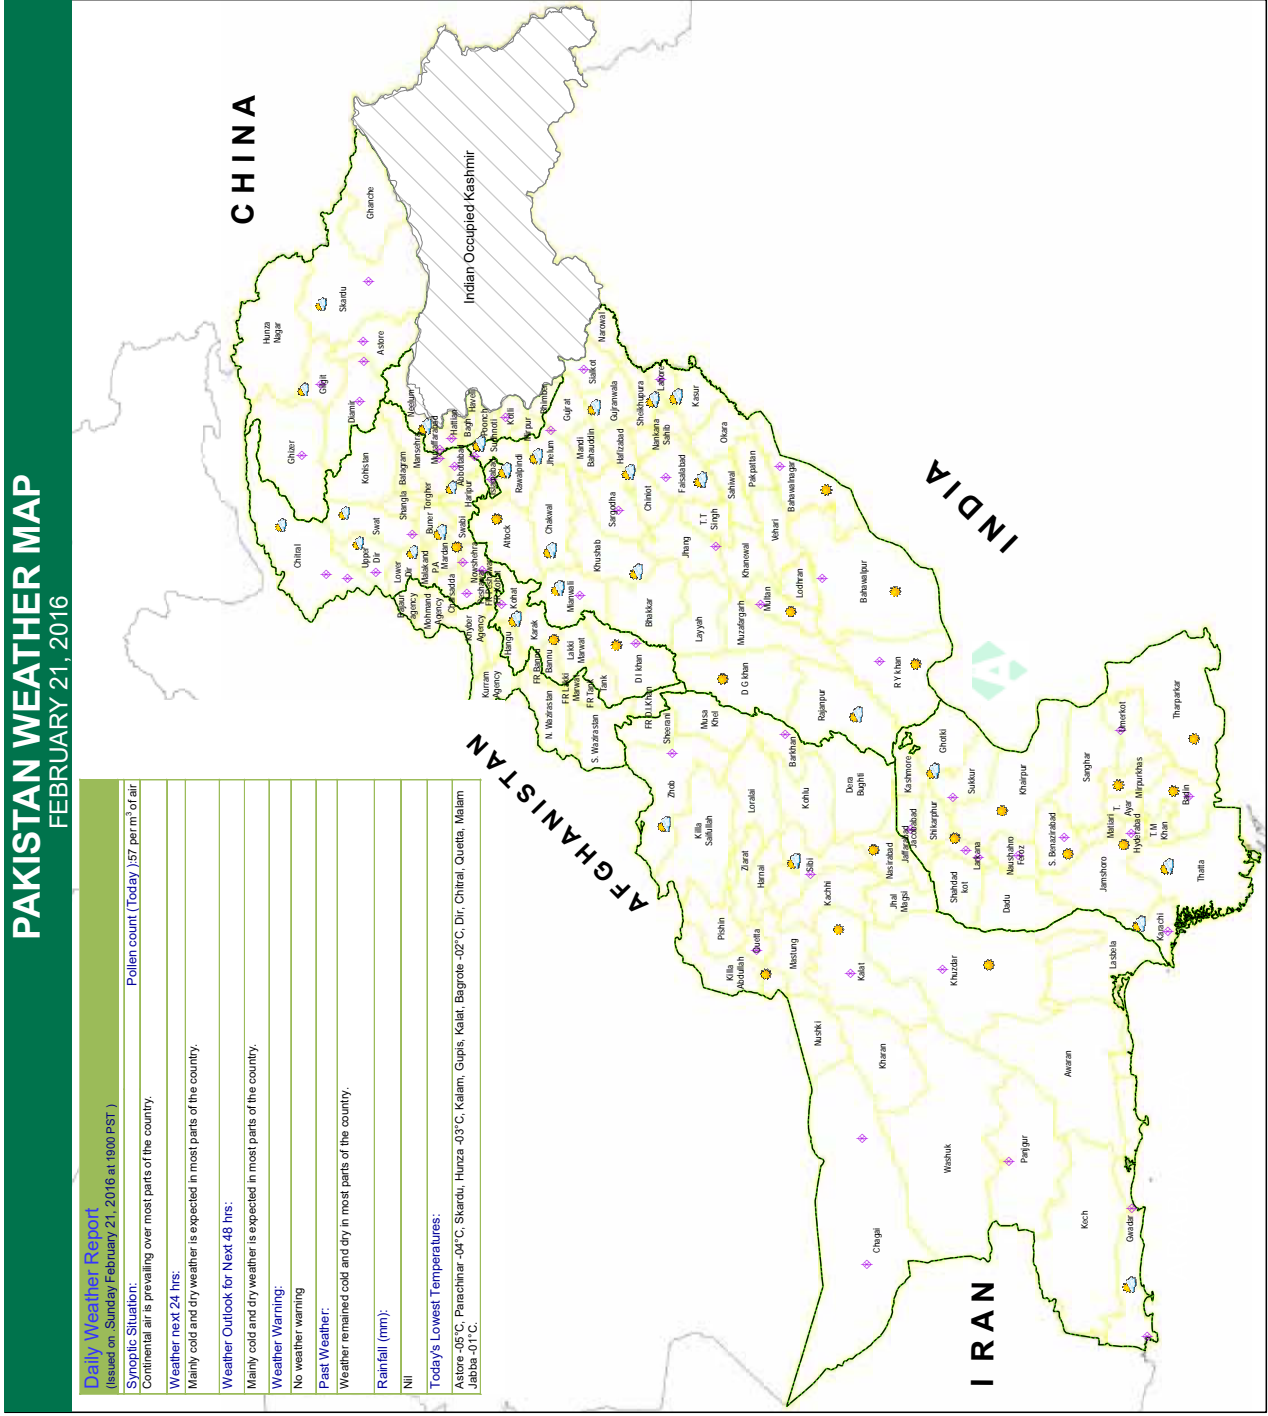 PAKISTAN WEATHER MAP
FEBRUARY 21, 2016
Daily Weather Report
(Issued on :Sunday February 21, 2016 at 1900 PST )
Synoptic Situation: Pollen count (Today ):57 per m³ of air
Continental air is prevailing over most parts of the country.
Weather next 24 hrs:
Mainly cold and dry weather is expected in most parts of the country.
Weather Outlook for Next 48 hrs:
Mainly cold and dry weather is expected in most parts of the country.
Weather Warning:
No weather warning
Past Weather:
Weather remained cold and dry in most parts of the country.
Rainfall (mm):
Nil
Today's Lowest Temperatures:
Astore -05°C, Parachinar -04°C, Skardu, Hunza -03°C, Kalam, Gupis, Kalat, Bagrote -02°C, Dir, Chitral, Quetta, Malam
Jabba -01°C.
CHINA
INDIA
AFGHANISTAN
IRAN
Indian Occupied Kashmir
Hunza
Nagar
Ghanche
Skardu
Astore
Gilgit
Diamir
Ghizer
Neelum
Chitral
Kohistan
Swat
Upper
Dir
Lower
Dir
Shangla
Batagram
Mansehra
Muzaffarabad
Hattian
Haveli
Bagh
Poonch
Sudhnoti
Kotli
Mirpur
Bhimber
Torgher
Buner
Abbottabad
Haripur
Swabi
Mardan
Malakand
P.A
Bajaur
agency
Mohmand
Agency
Charsadda
Nowshera
Khyber
Agency
Kurram
Agency
Hangu
Kohat
Karak
FR Bannu
Bannu
Lakki
Marwat
FR Lakki
Marwat
FR Tank
Tank
N. Waziristan
S. Waziristan
D I khan
FR D.I.Khan
Attock
Rawalpindi
Chakwal
Jhelum
Gujrat
Sialkot
Narowal
Mandi
Bahauddin
Gujranwala
Hafizabad
Sheikhupura
Lahore
Nankana
Sahib
Kasur
Okara
Sargodha
Chiniot
Faisalabad
Khushab
Mianwali
Bhakkar
Jhang
T.T
Singh
Sahiwal
Pakpattan
Bahawalnagar
Vehari
Khanewal
Layyah
Muzafargarh
Multan
Lodhran
Bahawalpur
D G khan
Rajanpur
R Y khan
Sheerani
Musa
Khel
Zhob
Barkhan
Loralai
Kohlu
Dera
Bughti
Killa
Saifullah
Ziarat
Harnai
Sibi
Kachhi
Nasirabad
Jaffarabad
Jhal
Magsi
Pishin
Killa
Abdullah
Quetta
Mastung
Kalat
Khuzdar
Nushki
Kharan
Chagai
Washuk
Panjgur
Awaran
Kech
Gwadar
Lasbela
Kashmore
Ghotki
Jacobabad
Shikarphur
Sukkur
Larkana
Khairpur
Shahdad
kot
Naushahro
Feroz
Dadu
S. Benazirabad
Sanghar
Umerkot
Tharparkar
Mirpurkhas
Matiari
T.
Ayar
Hyderabad
T.M
Khan
Badin
Jamshoro
Thatta
Karachi